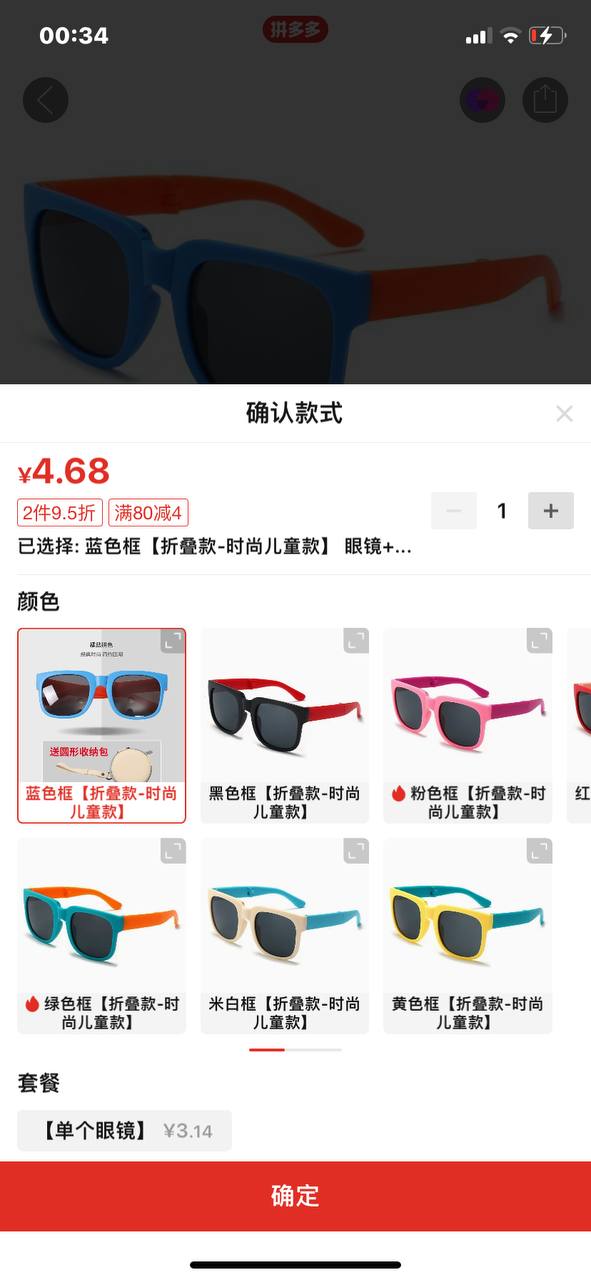 00:34
拼多多
确认款式
¥4.68
2件9.5折 满80减4
1
已选择: 蓝色框【折叠款-时尚儿童款】 眼镜+...
颜色
送圆形收纳包
蓝色框【折叠款-时尚
儿童款】
黑色框【折叠款-时尚
儿童款】
粉色框【折叠款-时
尚儿童款】
红
绿色框【折叠款-时
尚儿童款】
米白框【折叠款-时尚
儿童款】
黄色框【折叠款-时尚
儿童款】
套餐
【单个眼镜】 ¥3.14
确定